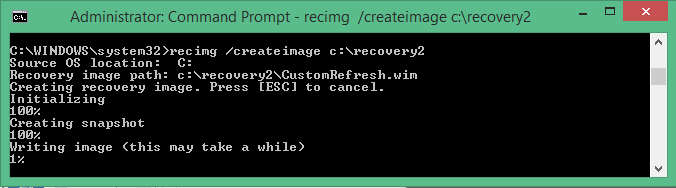 Administrator: Command Prompt - recimg  /createimage c:\recovery2
C:\WINDOWS\system32>recimg /createimage c:\recovery2
Source OS location:  C:
Recovery image path: c:\recovery2\CustomRefresh.wim
Creating recovery image. Press [ESC] to cancel.
Initializing
100%
Creating snapshot
100%
Writing image (this may take a while)
1%